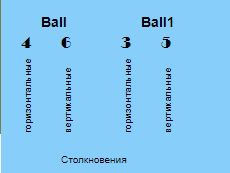 Ball Ball1
4 6 3 5
горизонтальные вертикальные горизонтальные вертикальные
Столкновения